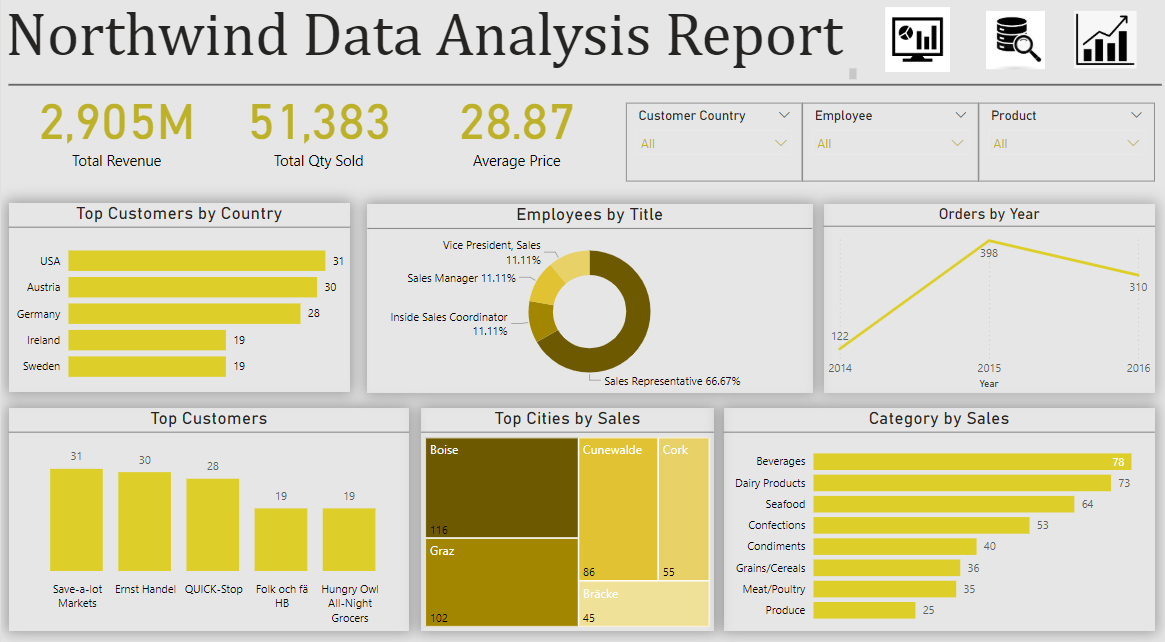 Northwind Data Analysis Report
2,905M
Total Revenue
51,383
Total Qty Sold
28.87
Average Price
Customer Country
All
Employee
All
Product
All
Top Customers by Country
USA 31
Austria 30
Germany 28
Ireland 19
Sweden 19
Employees by Title
Vice President, Sales
11.11%
Sales Manager 11.11%
Inside Sales Coordinator
11.11%
Sales Representative 66.67%
Orders by Year
398
310
122
2014 2015 2016
Year
Top Customers
31 30 28 19 19
Save-a-lot
Markets
Ernst Handel
QUICK-Stop
Folk och fä
HB
Hungry Owl
All-Night
Grocers
Top Cities by Sales
Boise
116
Graz
102
Cunewalde
86
Cork
55
Bräcke
45
Category by Sales
Beverages 78
Dairy Products 73
Seafood 64
Confections 53
Condiments 40
Grains/Cereals 36
Meat/Poultry 35
Produce 25